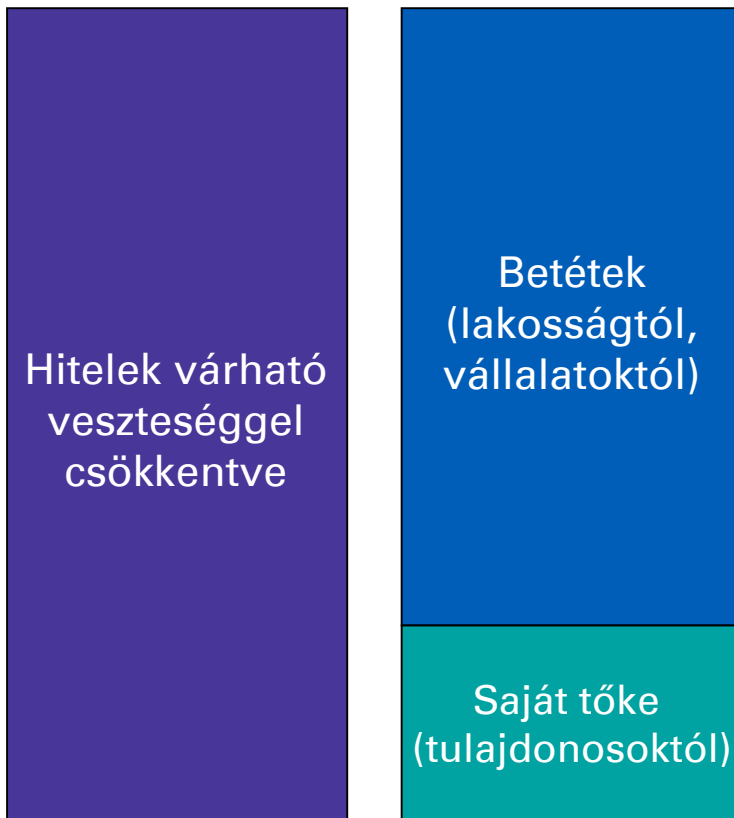 Hitelek várható
veszteséggel
csökkentve
Betétek
(lakosságtól,
vállalatoktól)
Saját tőke
(tulajdonosoktól)